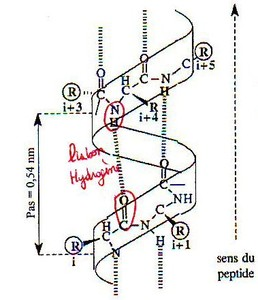 R
i+5
O
C
N
C
O
C
H
C
H
R
i+3
C
N
H
R
i+4
Pas = 0,54 nm
Liaison
Hydrogène
O
C
NH
O
H
C
C
N
R
i+1
R
i
N
H
sens du
peptide